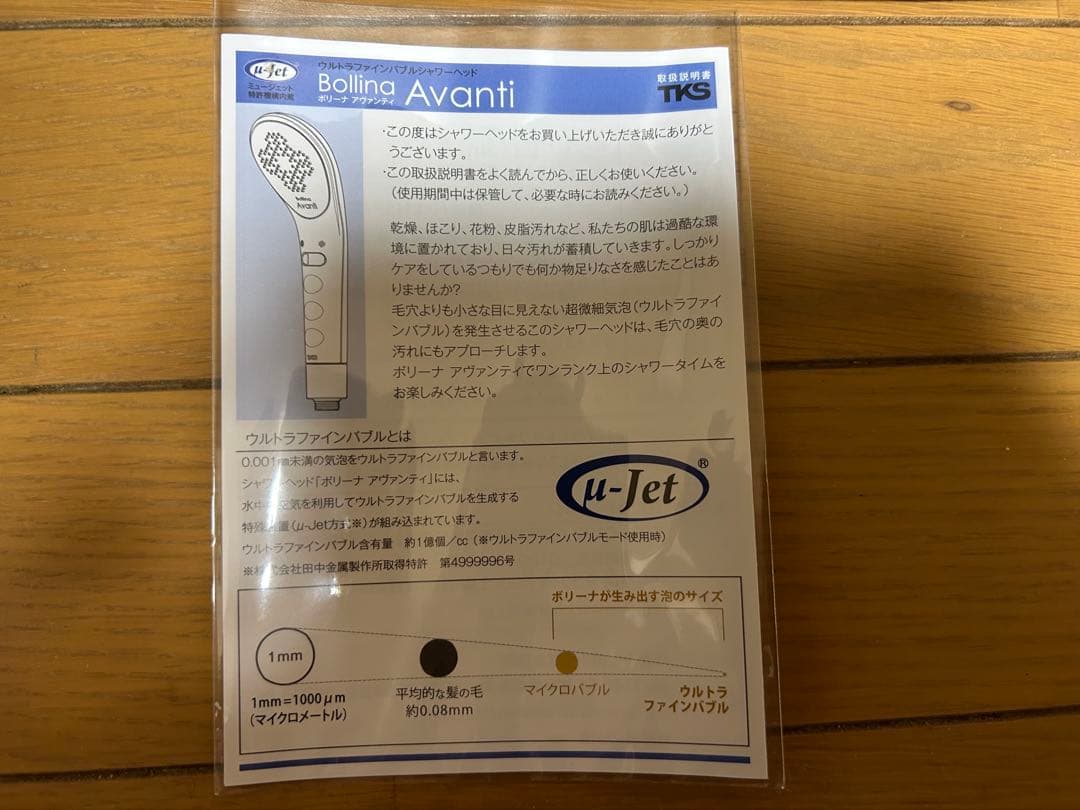 μ-Jet
ミュージェット
特許機構内蔵
ウルトラファインバブルシャワーヘッド
Bollina Avanti
ボリーナ アヴァンティ
取扱説明書
TKS
bollina
Avanti
・この度はシャワーヘッドをお買い上げいただき誠にありがと
うございます。
・この取扱説明書をよく読んでから、正しくお使いください。
（使用期間中は保管して、必要な時にお読みください。）
乾燥、ほこり、花粉、皮脂汚れなど、私たちの肌は過酷な環
境に置かれており、日々汚れが蓄積していきます。しっかり
ケアをしているつもりでも何か物足りなさを感じたことはあ
りませんか?
毛穴よりも小さな目に見えない超微細気泡（ウルトラファイ
ンバブル）を発生させるこのシャワーヘッドは、毛穴の奥の
汚れにもアプローチします。
ボリーナ アヴァンティでワンランク上のシャワータイムを
お楽しみください。
ウルトラファインバブルとは
0.001mm未満の気泡をウルトラファインバブルと言います。
シャワーヘッド「ボリーナ アヴァンティ」には、
水中の空気を利用してウルトラファインバブルを生成する
特殊装置（μ-Jet方式※）が組み込まれています。
ウルトラファインバブル含有量 約1億個／cc（※ウルトラファインバブルモード使用時）
※株式会社田中金属製作所取得特許 第4999996号
μ-Jet®
ボリーナが生み出す泡のサイズ
1mm
1mm=1000μm
（マイクロメートル）
平均的な髪の毛
約0.08mm
マイクロバブル
ウルトラ
ファインバブル